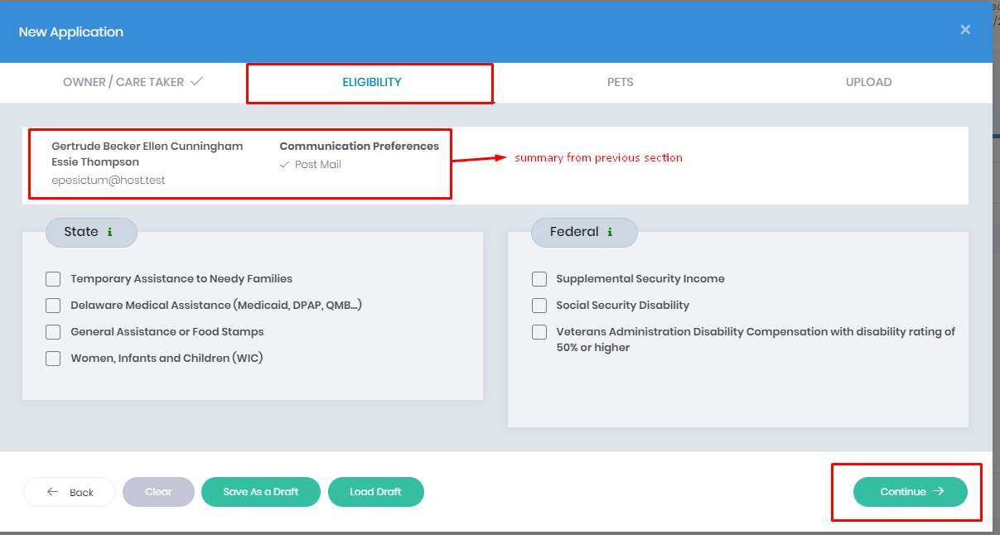 New Application
×
OWNER / CARE TAKER
ELIGIBILITY
PETS
UPLOAD
Gertrude Becker Ellen Cunningham
Essie Thompson
epesictum@host.test
Communication Preferences
Post Mail
summary from previous section
State i
Temporary Assistance to Needy Families
Delaware Medical Assistance (Medicaid, DPAP, QMB...)
General Assistance or Food Stamps
Women, Infants and Children (WIC)
Federal i
Supplemental Security Income
Social Security Disability
Veterans Administration Disability Compensation with disability rating of
50% or higher
← Back
Clear
Save As a Draft
Load Draft
Continue →